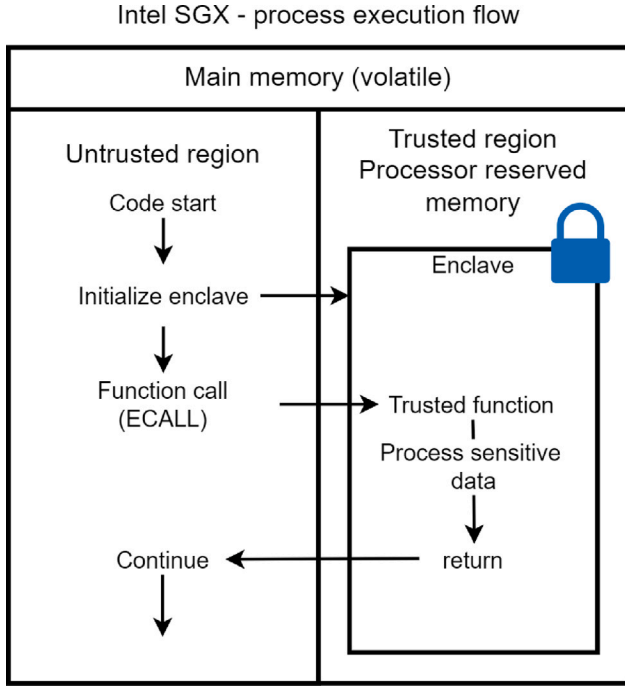 Intel SGX - process execution flow
Main memory (volatile)
Untrusted region
Code start
Initialize enclave
Function call
(ECALL)
Continue
Trusted region
Processor reserved
memory
Enclave
Trusted function
Process sensitive
data
return